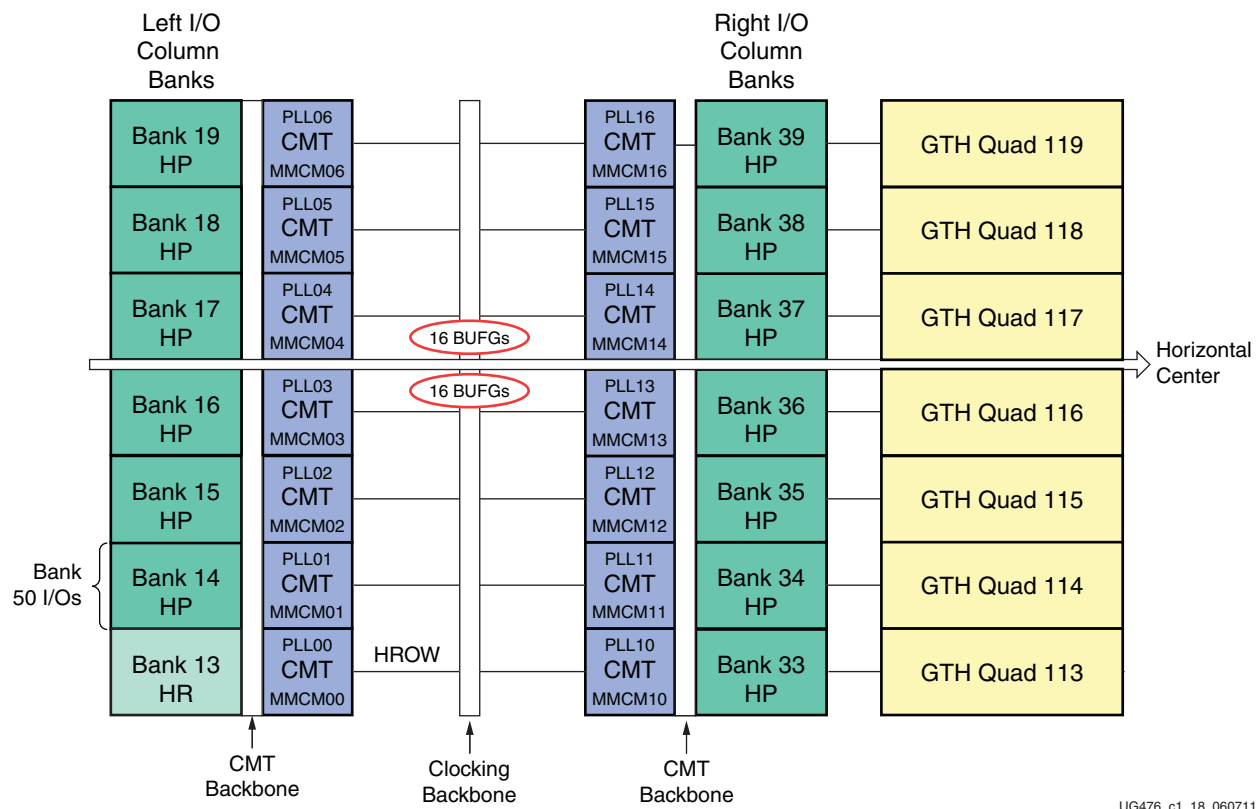 Left I/O
Column
Banks
Right I/O
Column
Banks
Bank 19
HP
PLL06
CMT
MMCM06
PLL16
CMT
MMCM16
Bank 39
HP
GTH Quad 119
Bank 18
HP
PLL05
CMT
MMCM05
PLL15
CMT
MMCM15
Bank 38
HP
GTH Quad 118
Bank 17
HP
PLL04
CMT
MMCM04
16 BUFGs
PLL14
CMT
MMCM14
Bank 37
HP
GTH Quad 117
Horizontal
Center
Bank 16
HP
PLL03
CMT
MMCM03
16 BUFGs
PLL13
CMT
MMCM13
Bank 36
HP
GTH Quad 116
Bank 15
HP
PLL02
CMT
MMCM02
PLL12
CMT
MMCM12
Bank 35
HP
GTH Quad 115
Bank
50 I/Os
Bank 14
HP
PLL01
CMT
MMCM01
PLL11
CMT
MMCM11
Bank 34
HP
GTH Quad 114
Bank 13
HR
PLL00
CMT
MMCM00
HROW
PLL10
CMT
MMCM10
Bank 33
HP
GTH Quad 113
CMT
Backbone
Clocking
Backbone
CMT
Backbone
UG476_c1_18_060711